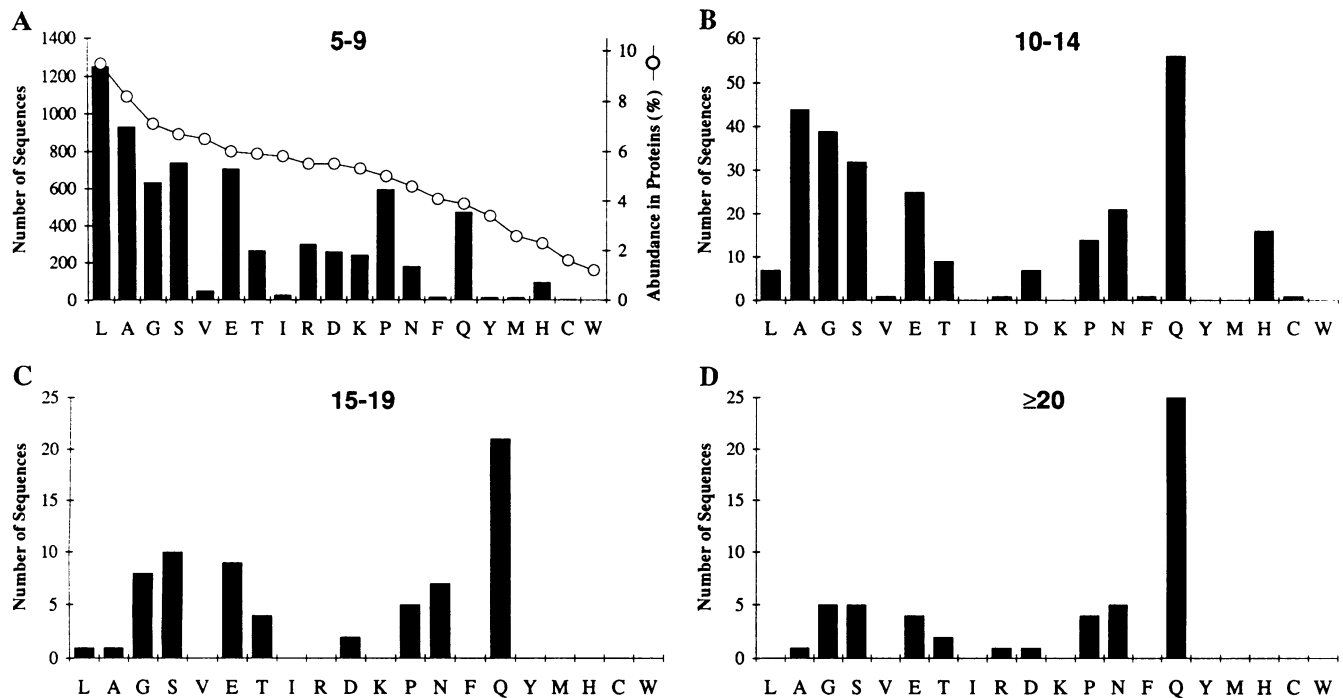 A
5-9
Number of Sequences
1400
1200
1000
800
600
400
200
0
10
8
6
4
2
0
Abundance in Proteins (%)
L A G S V E T I R D K P N F Q Y M H C W
B
10-14
Number of Sequences
60
50
40
30
20
10
0
L A G S V E T I R D K P N F Q Y M H C W
C
15-19
Number of Sequences
25
20
15
10
5
0
L A G S V E T I R D K P N F Q Y M H C W
D
≥20
Number of Sequences
25
20
15
10
5
0
L A G S V E T I R D K P N F Q Y M H C W